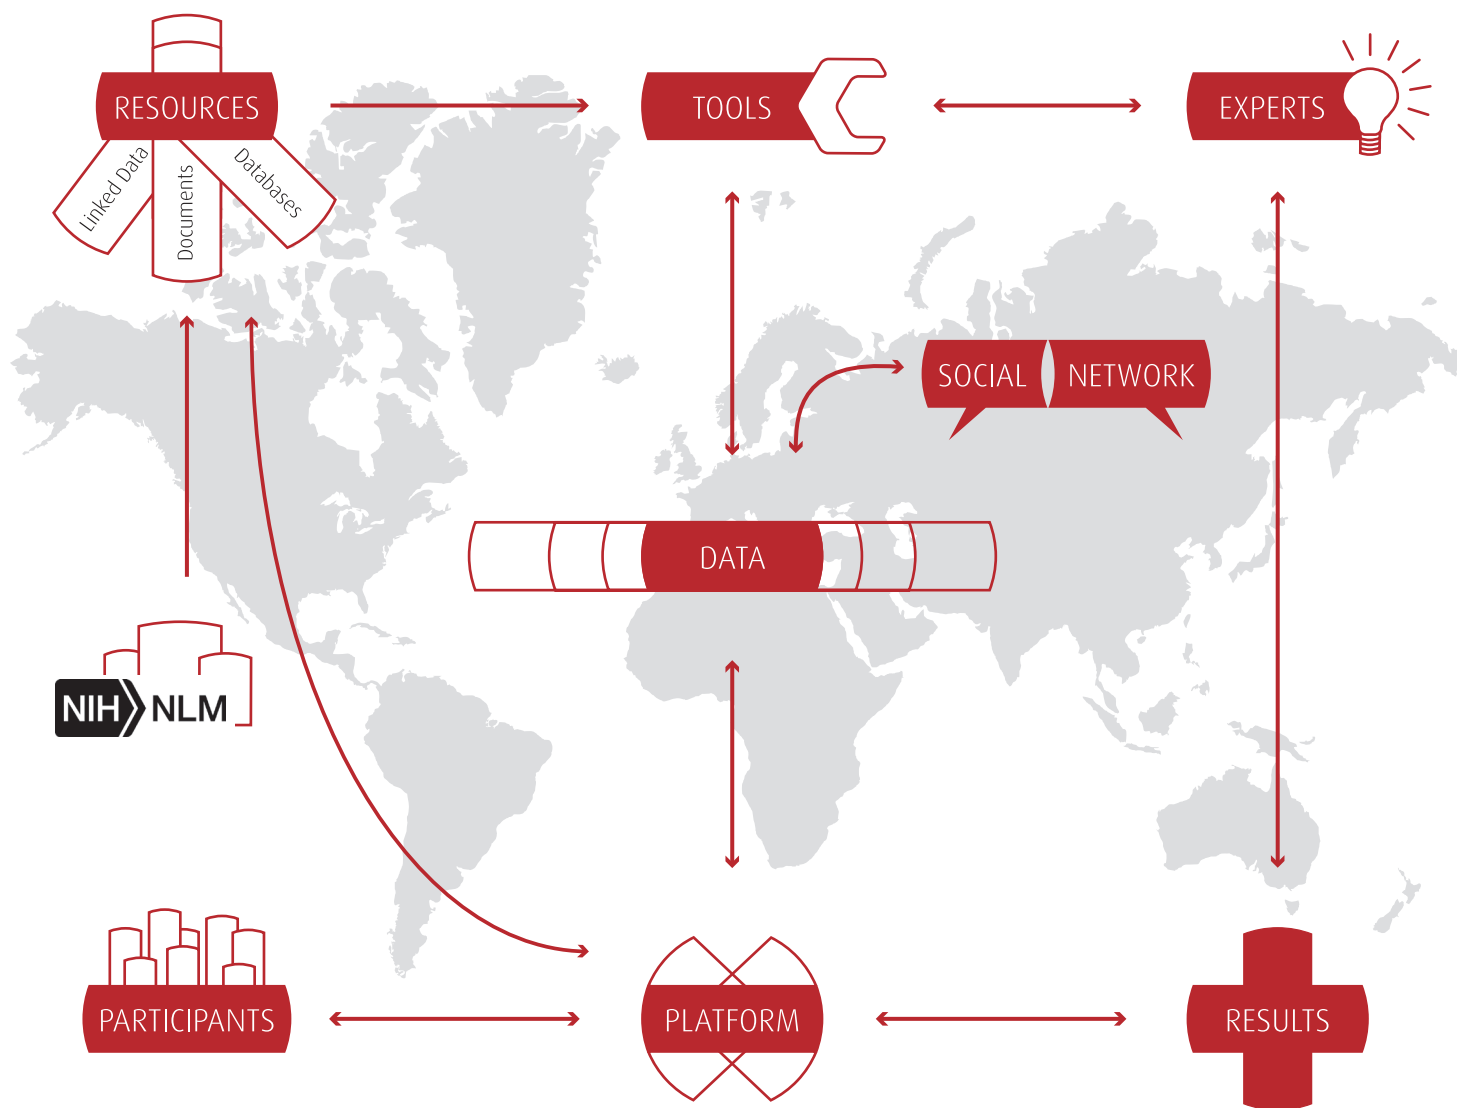 RESOURCES
TOOLS
EXPERTS
Linked Data
Documents
Databases
SOCIAL NETWORK
DATA
NIH NLM
PARTICIPANTS
PLATFORM
RESULTS